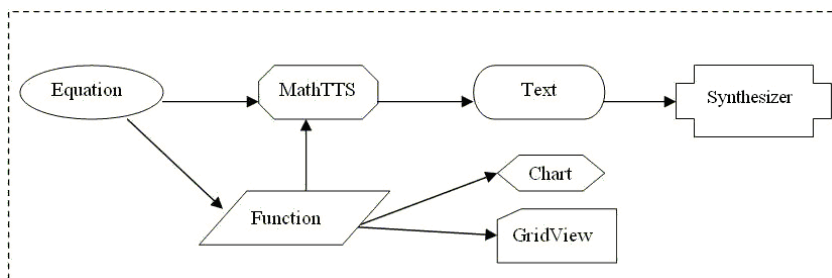 Equation
MathTTS
Text
Synthesizer
Chart
Function
GridView